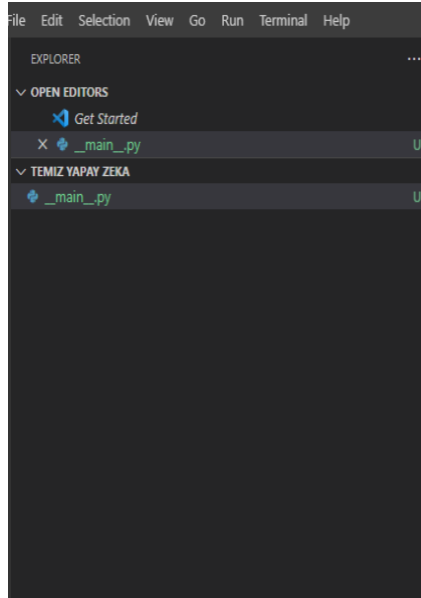 File Edit Selection View Go Run Terminal Help
EXPLORER ...
OPEN EDITORS
Get Started
__main__.py U
TEMIZ YAPAY ZEKA
__main__.py U